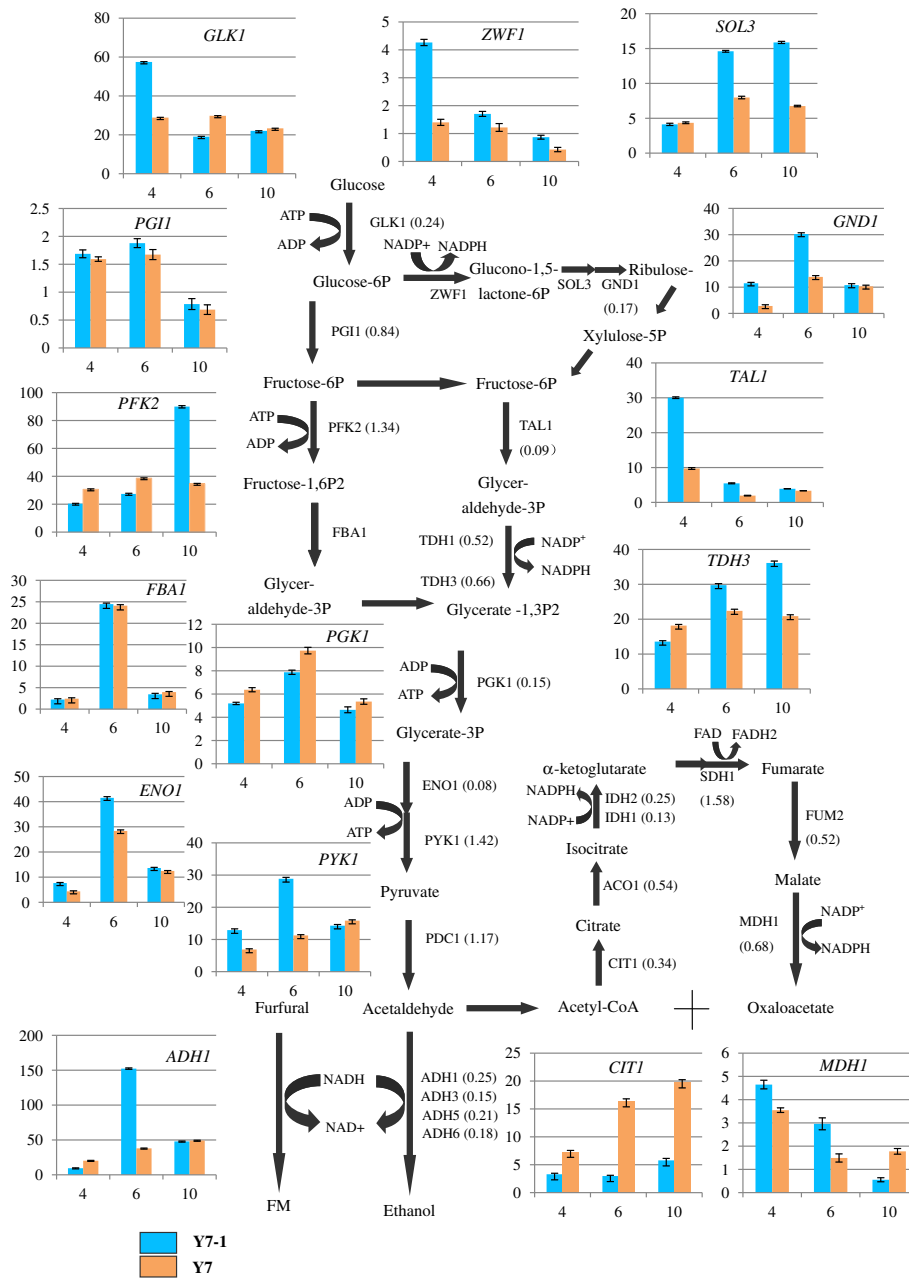 GLK1
80
60
40
20
0
4 6 10
ZWF1
5
4
3
2
1
0
4 6 10
SOL3
20
15
10
5
0
4 6 10
Glucose
ATP
ADP
GLK1 (0.24)
NADP+ NADPH
Glucose-6P
ZWF1
Glucono-1,5-
lactone-6P
SOL3
GND1
(0.17)
Ribulose-
Xylulose-5P
PGI1
2.5
2
1.5
1
0.5
0
4 6 10
GND1
40
30
20
10
0
4 6 10
PGI1 (0.84)
Fructose-6P
Fructose-6P
PFK2
100
80
60
40
20
0
4 6 10
ATP
ADP
PFK2 (1.34)
Fructose-1,6P2
FBA1
Glycer-
aldehyde-3P
TAL1
(0.09)
Glycer-
aldehyde-3P
TDH1 (0.52)
TDH3 (0.66)
NADP+
NADPH
Glycerate -1,3P2
TAL1
40
30
20
10
0
4 6 10
TDH3
40
30
20
10
0
4 6 10
FBA1
30
25
20
15
10
5
0
4 6 10
PGK1
12
10
8
6
4
2
0
4 6 10
ADP
ATP
PGK1 (0.15)
Glycerate-3P
ENO1 (0.08)
ADP
ATP
PYK1 (1.42)
Pyruvate
PDC1 (1.17)
Acetaldehyde
ENO1
50
40
30
20
10
0
4 6 10
PYK1
40
30
20
10
0
4 6 10
FAD FADH2
α-ketoglutarate
SDH1
(1.58)
Fumarate
NADPH
NADP+
IDH2 (0.25)
IDH1 (0.13)
Isocitrate
ACO1 (0.54)
Citrate
CIT1 (0.34)
Acetyl-CoA
FUM2
(0.52)
Malate
MDH1
(0.68)
NADP+
NADPH
Oxaloacetate
Furfural
NADH
NAD+
ADH1 (0.25)
ADH3 (0.15)
ADH5 (0.21)
ADH6 (0.18)
FM
Ethanol
ADH1
200
150
100
50
0
4 6 10
CIT1
25
20
15
10
5
0
4 6 10
MDH1
6
5
4
3
2
1
0
4 6 10
Y7-1
Y7